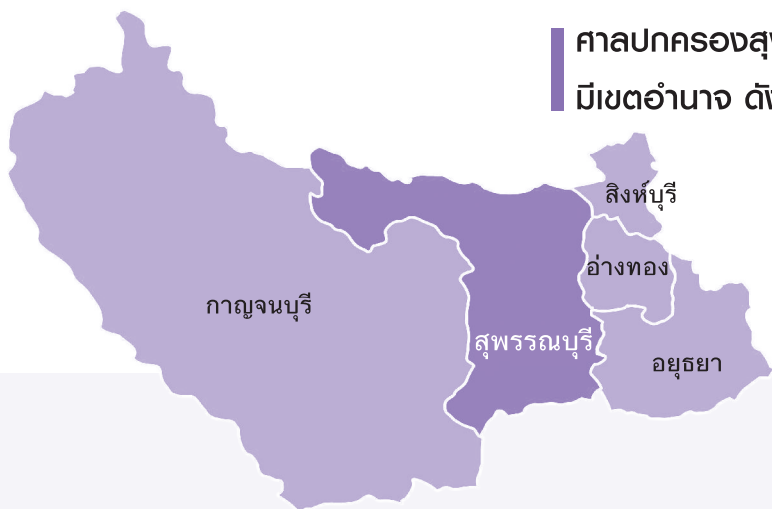 ศาลปกครอง
มีเขตอำนาจ
สิงห์บุรี
อ่างทอง
กาญจนบุรี
สุพรรณบุรี
อยุธยา